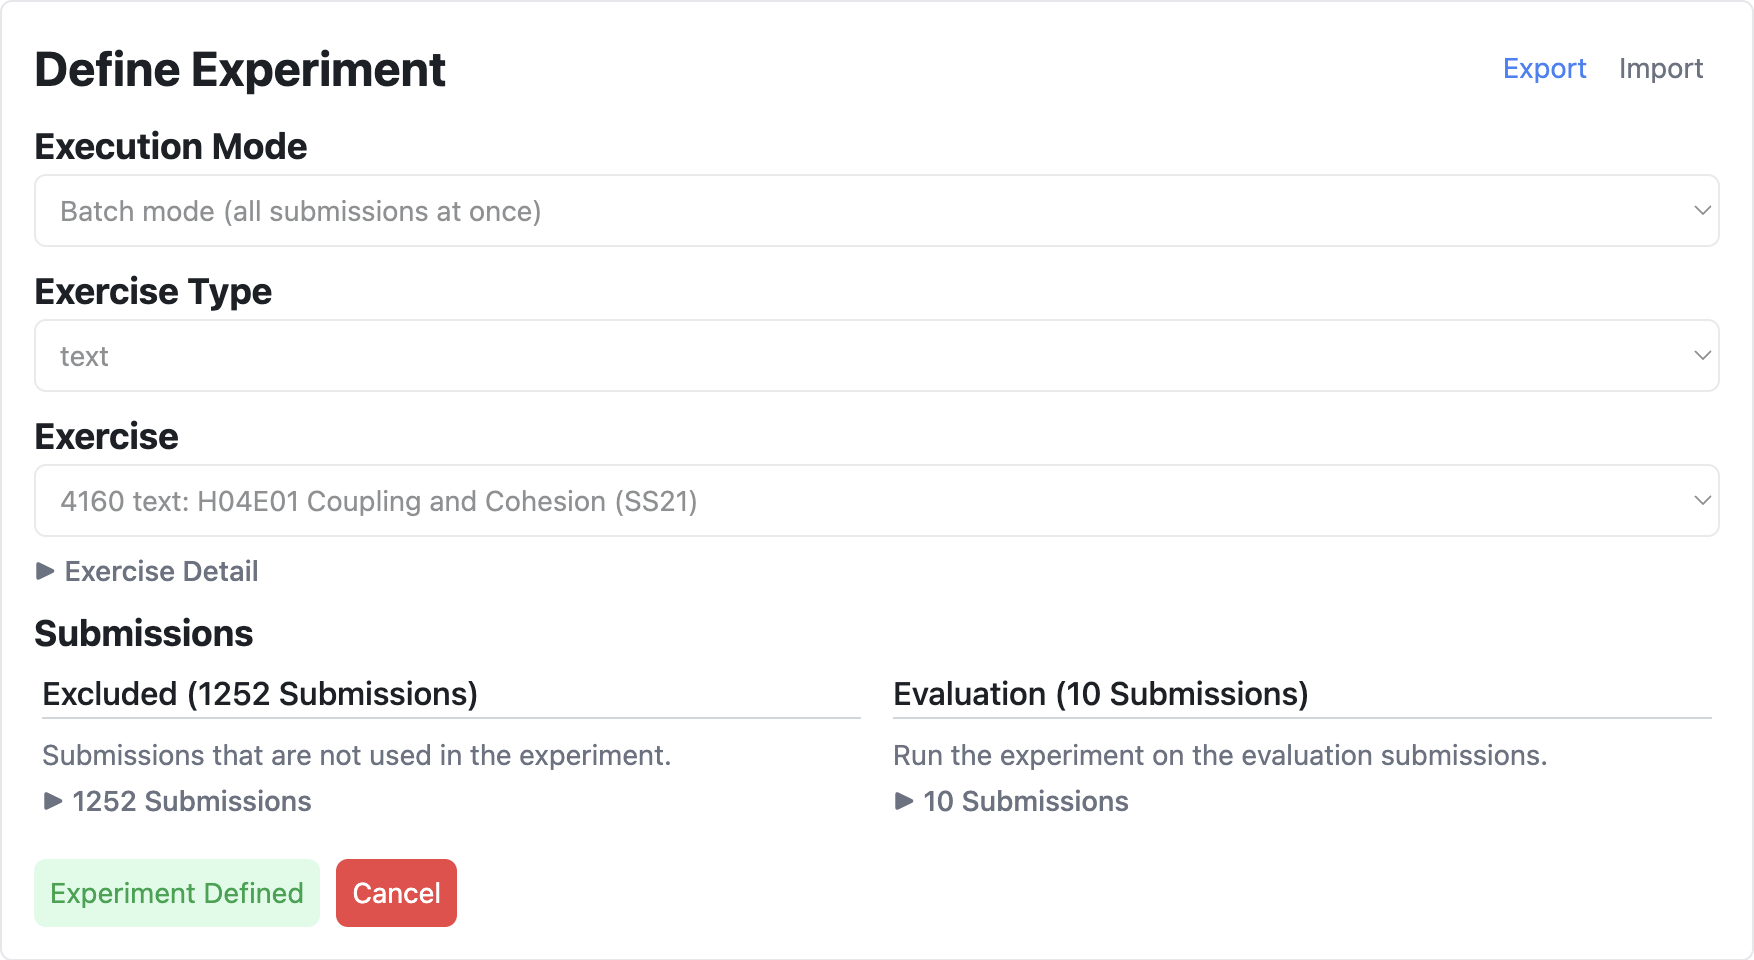 Define Experiment
Export
Import
Execution Mode
Batch mode (all submissions at once)
Exercise Type
text
Exercise
4160 text: H04E01 Coupling and Cohesion (SS21)
Exercise Detail
Submissions
Excluded (1252 Submissions)
Submissions that are not used in the experiment.
1252 Submissions
Evaluation (10 Submissions)
Run the experiment on the evaluation submissions.
10 Submissions
Experiment Defined
Cancel